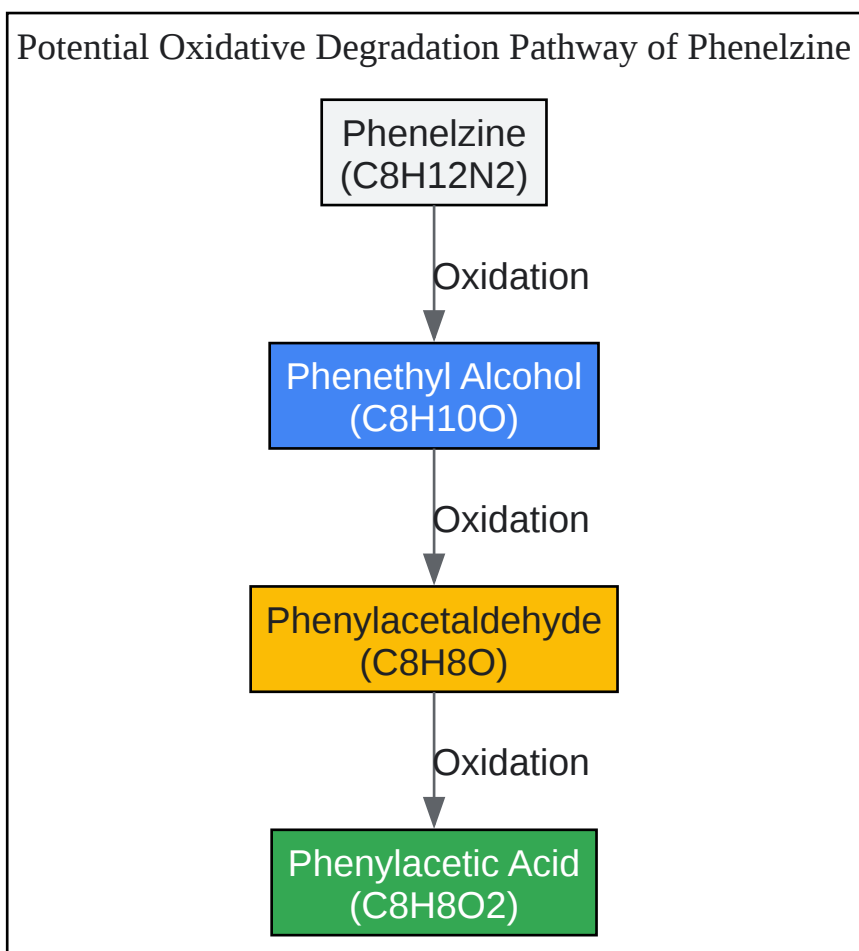 Potential Oxidative Degradation Pathway of Phenelzine
Phenelzine
(C8H12N2)
Oxidation
Phenethyl Alcohol
(C8H10O)
Oxidation
Phenylacetaldehyde
(C8H8O)
Oxidation
Phenylacetic Acid
(C8H8O2)